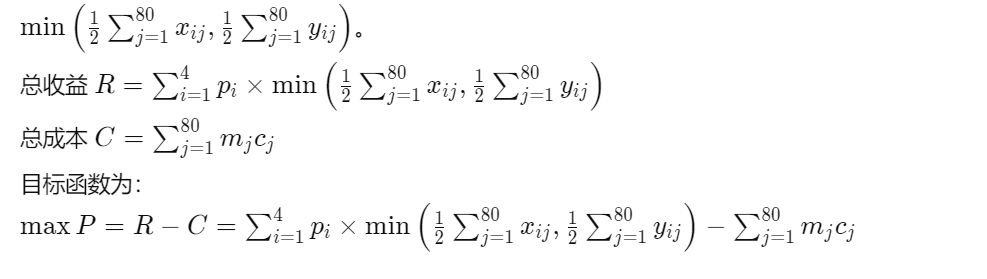 min ( 1/2 ∑_{j=1}^{80} x_{ij}, 1/2 ∑_{j=1}^{80} y_{ij} )。
总收益 R = ∑_{i=1}^{4} p_i × min ( 1/2 ∑_{j=1}^{80} x_{ij}, 1/2 ∑_{j=1}^{80} y_{ij} )
总成本 C = ∑_{j=1}^{80} m_j c_j
目标函数为：
max P = R − C = ∑_{i=1}^{4} p_i × min ( 1/2 ∑_{j=1}^{80} x_{ij}, 1/2 ∑_{j=1}^{80} y_{ij} ) − ∑_{j=1}^{80} m_j c_j